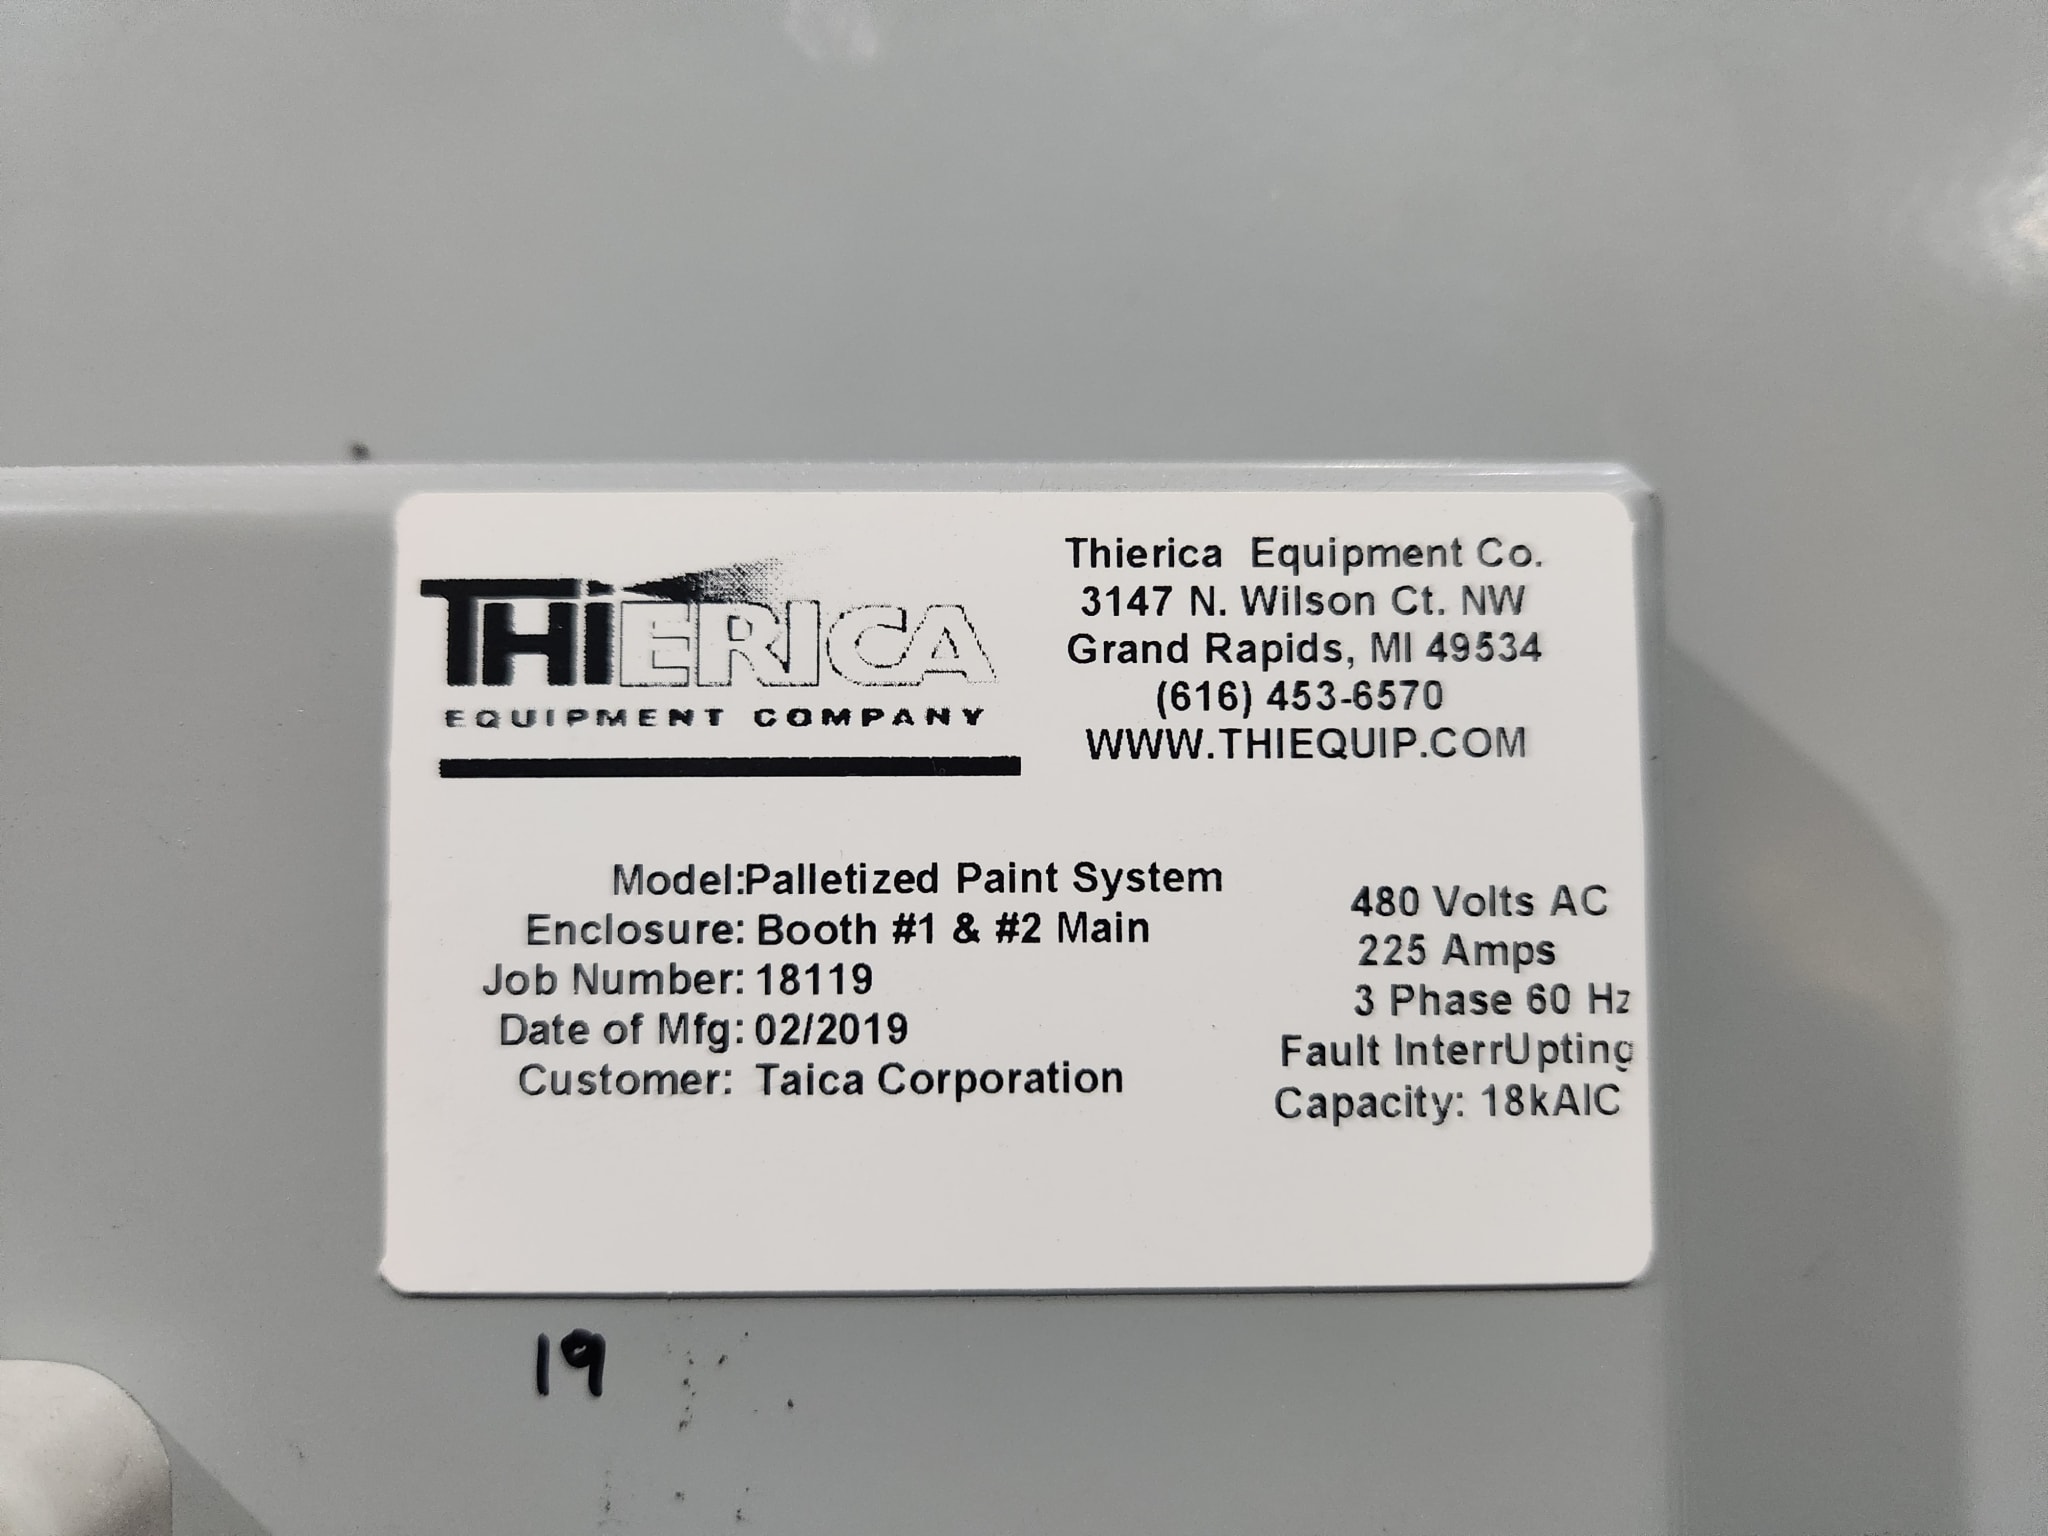 THiERICA
EQUIPMENT COMPANY
Thierica Equipment Co.
3147 N. Wilson Ct. NW
Grand Rapids, MI 49534
(616) 453-6570
WWW.THIEQUIP.COM
Model:Palletized Paint System
Enclosure: Booth #1 & #2 Main
Job Number: 18119
Date of Mfg: 02/2019
Customer: Taica Corporation
480 Volts AC
225 Amps
3 Phase 60 Hz
Fault InterrUpting
Capacity: 18kAIC
19